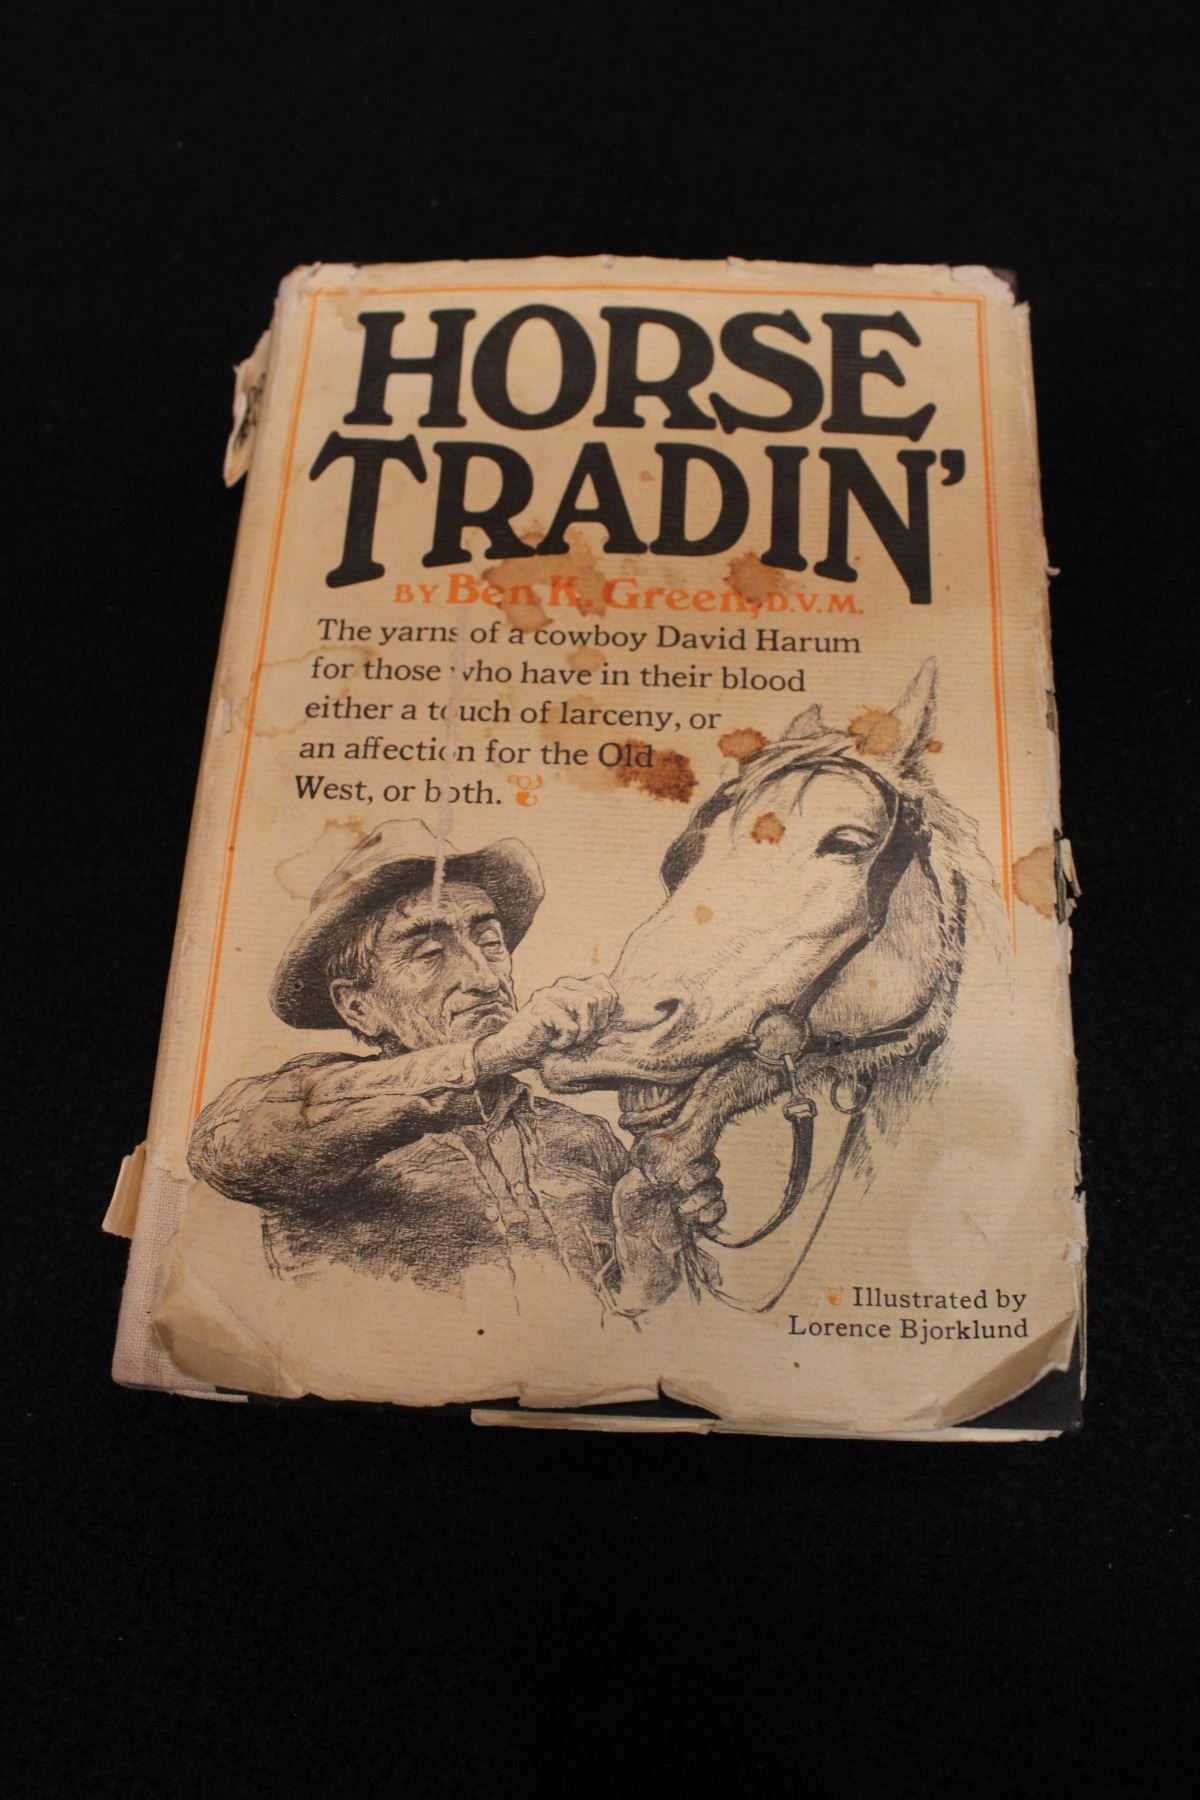 HORSE
TRADIN'
BY Ben K. Green, D.V.M.
The yarns of a cowboy David Harum
for those who have in their blood
either a touch of larceny, or
an affection for the Old
West, or both.
Illustrated by
Lorence Bjorklund